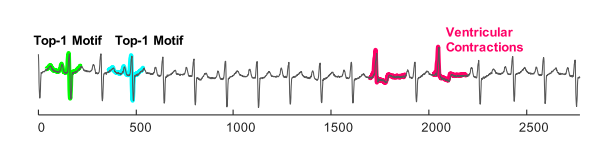 Ventricular
Top-1 Motif Top-1 Motif
Contractions
0 500 1000 1500 2000 2500